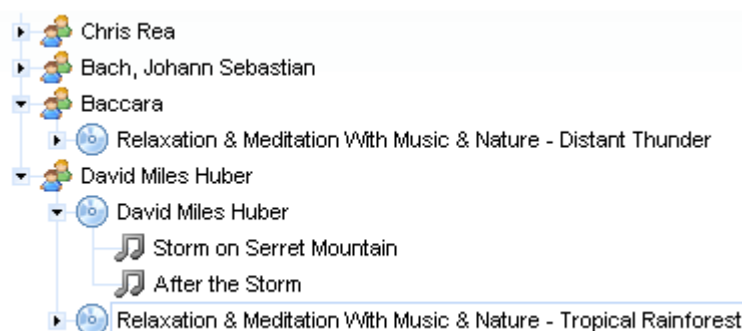 Chris Rea
Bach, Johann Sebastian
Baccara
Relaxation & Meditation With Music & Nature - Distant Thunder
David Miles Huber
David Miles Huber
Storm on Serret Mountain
After the Storm
Relaxation & Meditation With Music & Nature - Tropical Rainforest